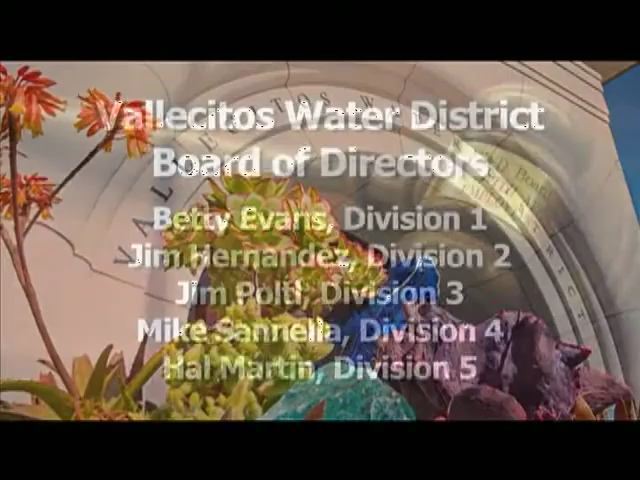 Vallecitos Water District
Board of Directors
Betty Evans, Division 1
Jim Hernandez, Division 2
Jim Poltl, Division 3
Mike Sannella, Division 4
Hal Martin, Division 5